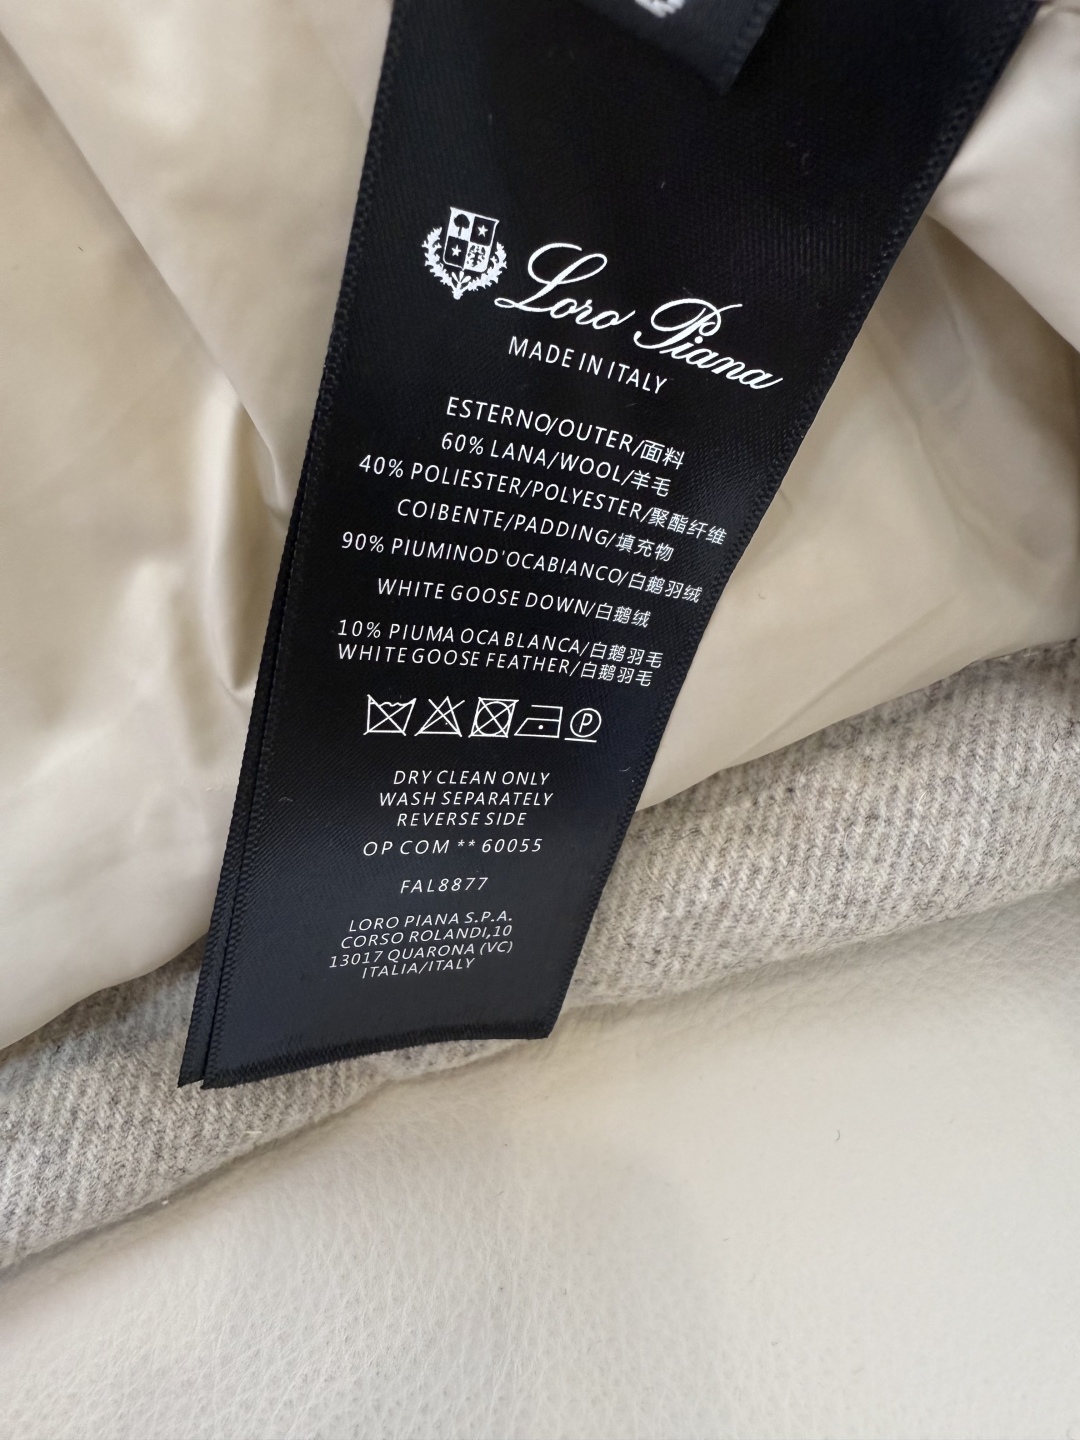 Loro Piana
MADE IN ITALY
ESTERNO/OUTER/面料
60% LANA/WOOL/羊毛
40% POLIESTER/POLYESTER/聚酯纤维
COIBENTE/PADDING/填充物
90% PIUMINOD'OCABIANCO/白鹅羽绒
WHITE GOOSE DOWN/白鹅绒
10% PIUMA OCA BLANCA/白鹅羽毛
WHITE GOOSE FEATHER/白鹅羽毛
P
DRY CLEAN ONLY
WASH SEPARATELY
REVERSE SIDE
OP COM ** 60055
FAL8877
LORO PIANA S.P.A.
CORSO ROLANDI,10
13017 QUARONA (VC)
ITALIA/ITALY